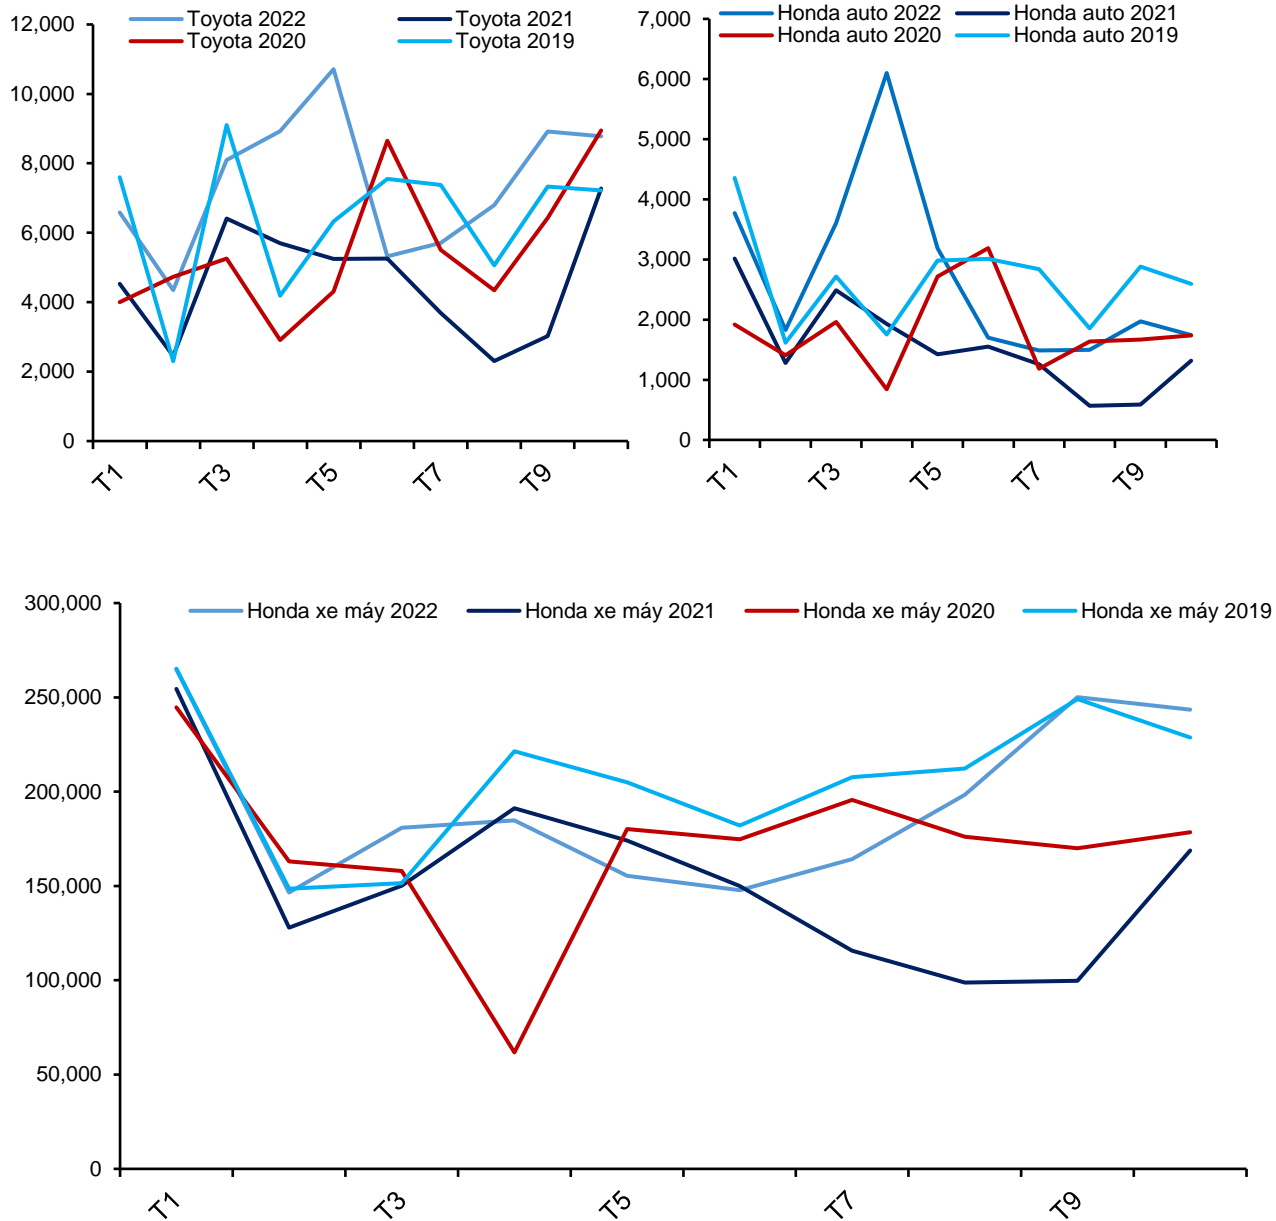 Toyota 2022
Toyota 2021
Toyota 2020
Toyota 2019
12,000
10,000
8,000
6,000
4,000
2,000
0
T1
T3
T5
T7
T9
Honda auto 2022
Honda auto 2021
Honda auto 2020
Honda auto 2019
7,000
6,000
5,000
4,000
3,000
2,000
1,000
0
T1
T3
T5
T7
T9
Honda xe máy 2022
Honda xe máy 2021
Honda xe máy 2020
Honda xe máy 2019
300,000
250,000
200,000
150,000
100,000
50,000
0
T1
T3
T5
T7
T9